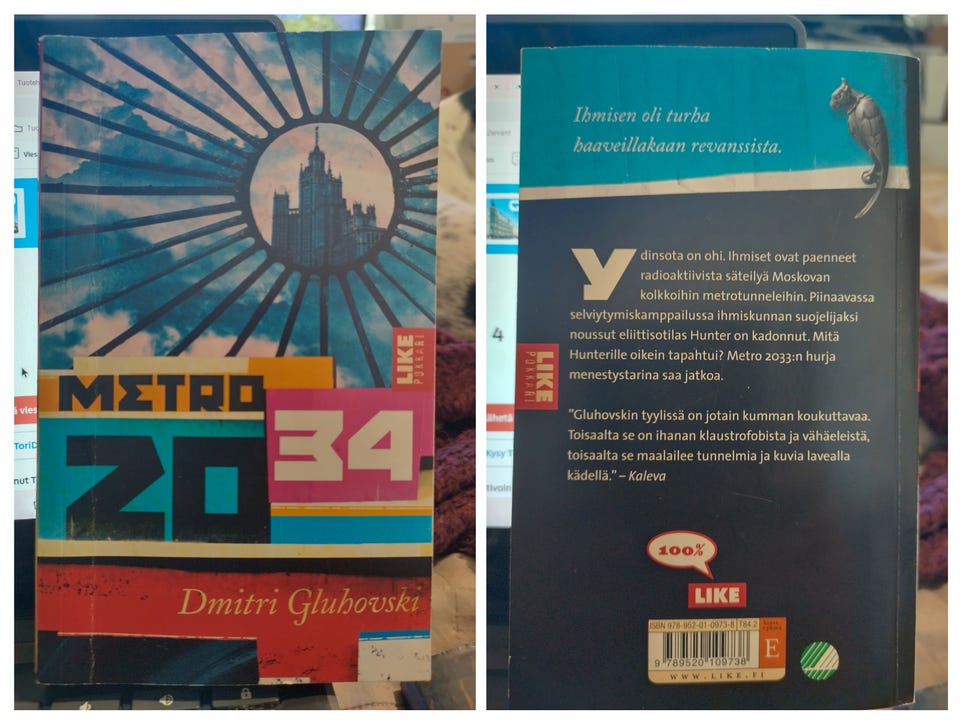 LIKE
POKKARI
METRO
20
34
Dmitri Gluhovski
Ihmisen oli turha
haaveillakaan revanssista.
Ydinsota on ohi. Ihmiset ovat paenneet
radioaktiivista säteilyä Moskovan
kolkkoihin metrotunneleihin. Piinaavassa
selviytymiskamppailussa ihmiskunnan suojelijaksi
noussut eliittisotilas Hunter on kadonnut. Mitä
Hunterille oikein tapahtui? Metro 2033:n hurja
menestystarina saa jatkoa.
"Gluhovskin tyylissä on jotain kumman koukuttavaa.
Toisaalta se on ihanan klaustrofobista ja vähäeleistä,
toisaalta se maalailee tunnelmia ja kuvia lavealla
kädellä." – Kaleva
LIKE
POKKARI
100%
LIKE
ISBN 978-952-01-0973-8 T84.2
E
9 789520 109738
WWW.LIKE.FI